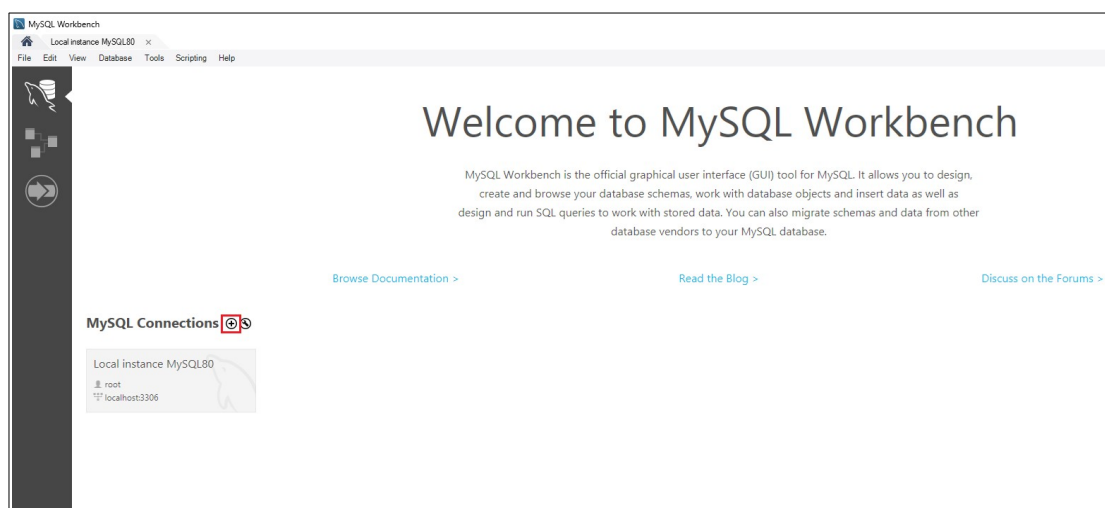 MySQL Workbench
Local instance MySQL80 ×
File Edit View Database Tools Scripting Help
Welcome to MySQL Workbench
MySQL Workbench is the official graphical user interface (GUI) tool for MySQL. It allows you to design,
create and browse your database schemas, work with database objects and insert data as well as
design and run SQL queries to work with stored data. You can also migrate schemas and data from other
database vendors to your MySQL database.
Browse Documentation > Read the Blog > Discuss on the Forums >
MySQL Connections
Local instance MySQL80
root
localhost:3306